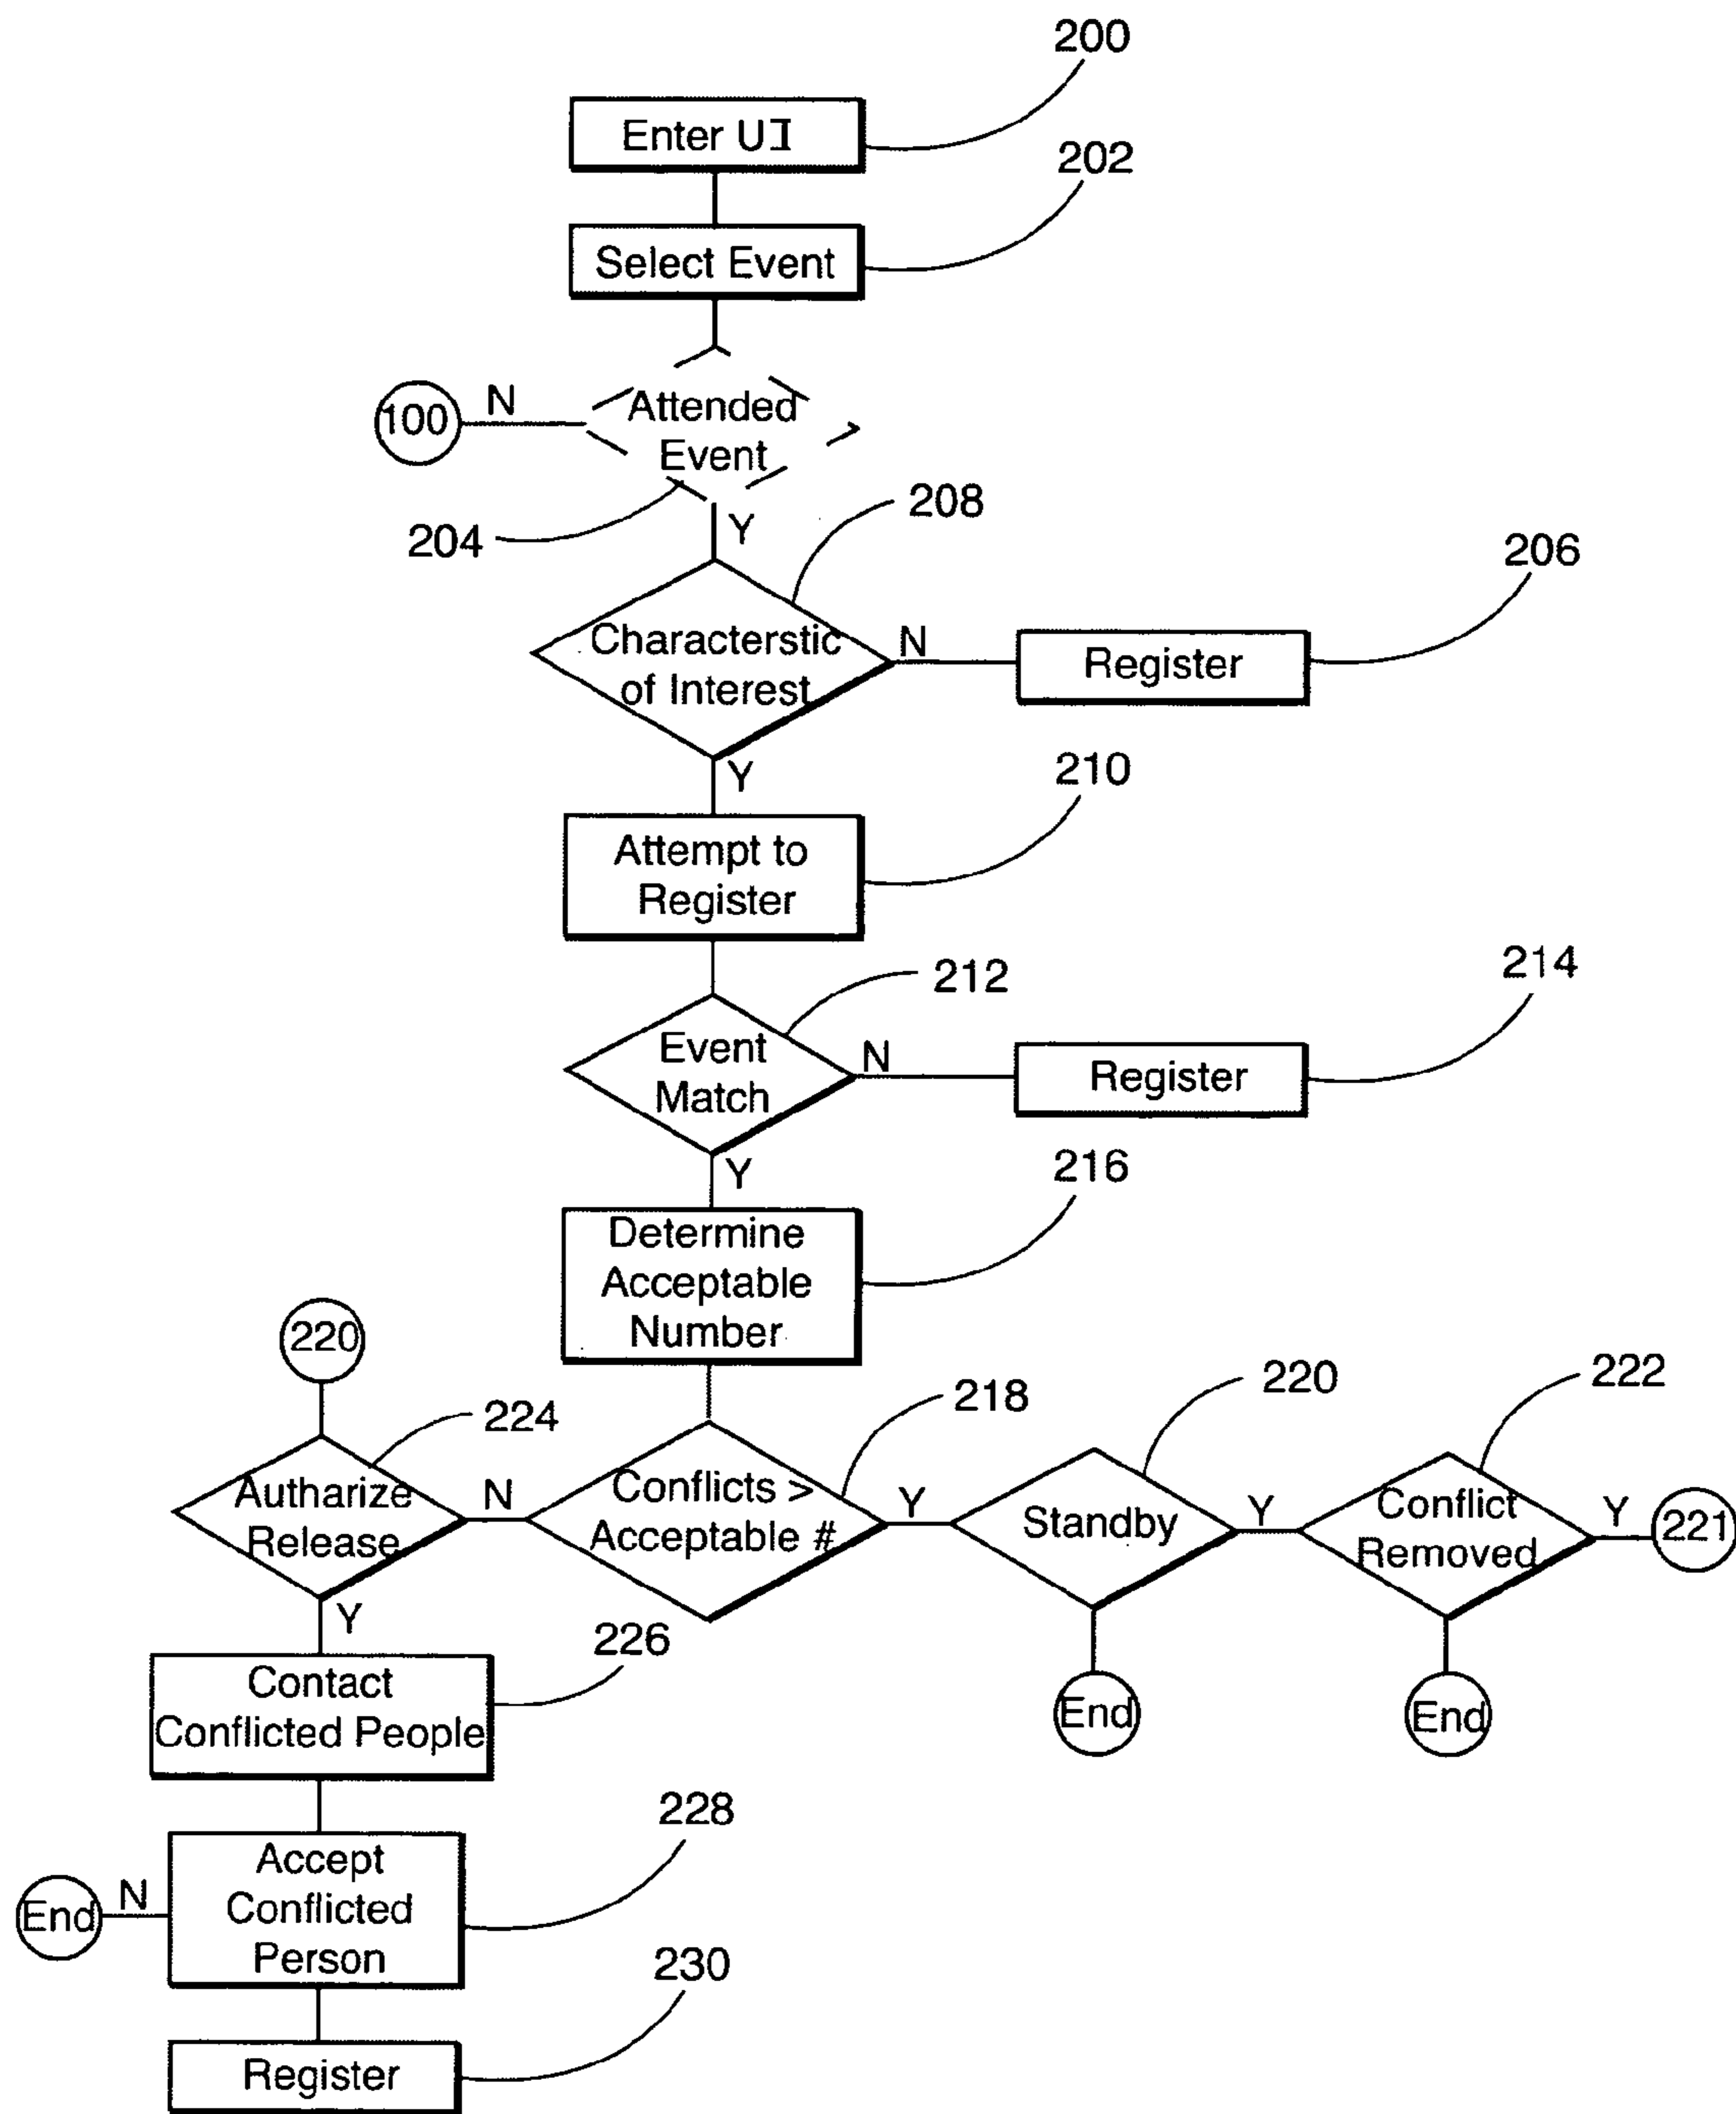 200
Enter UI
202
Select Event
100
N
Attended
Event
204
Y
208
206
Characterstic
of Interest
N
Register
Y
210
Attempt to
Register
212
214
Event
Match
N
Register
Y
216
Determine
Acceptable
Number
220
224
218
220
222
Autharize
Release
N
Conflicts >
Acceptable #
Y
Standby
Y
Conflict
Removed
Y
221
Y
226
Contact
Conflicted People
End
End
228
End
N
Accept
Conflicted
Person
230
Register